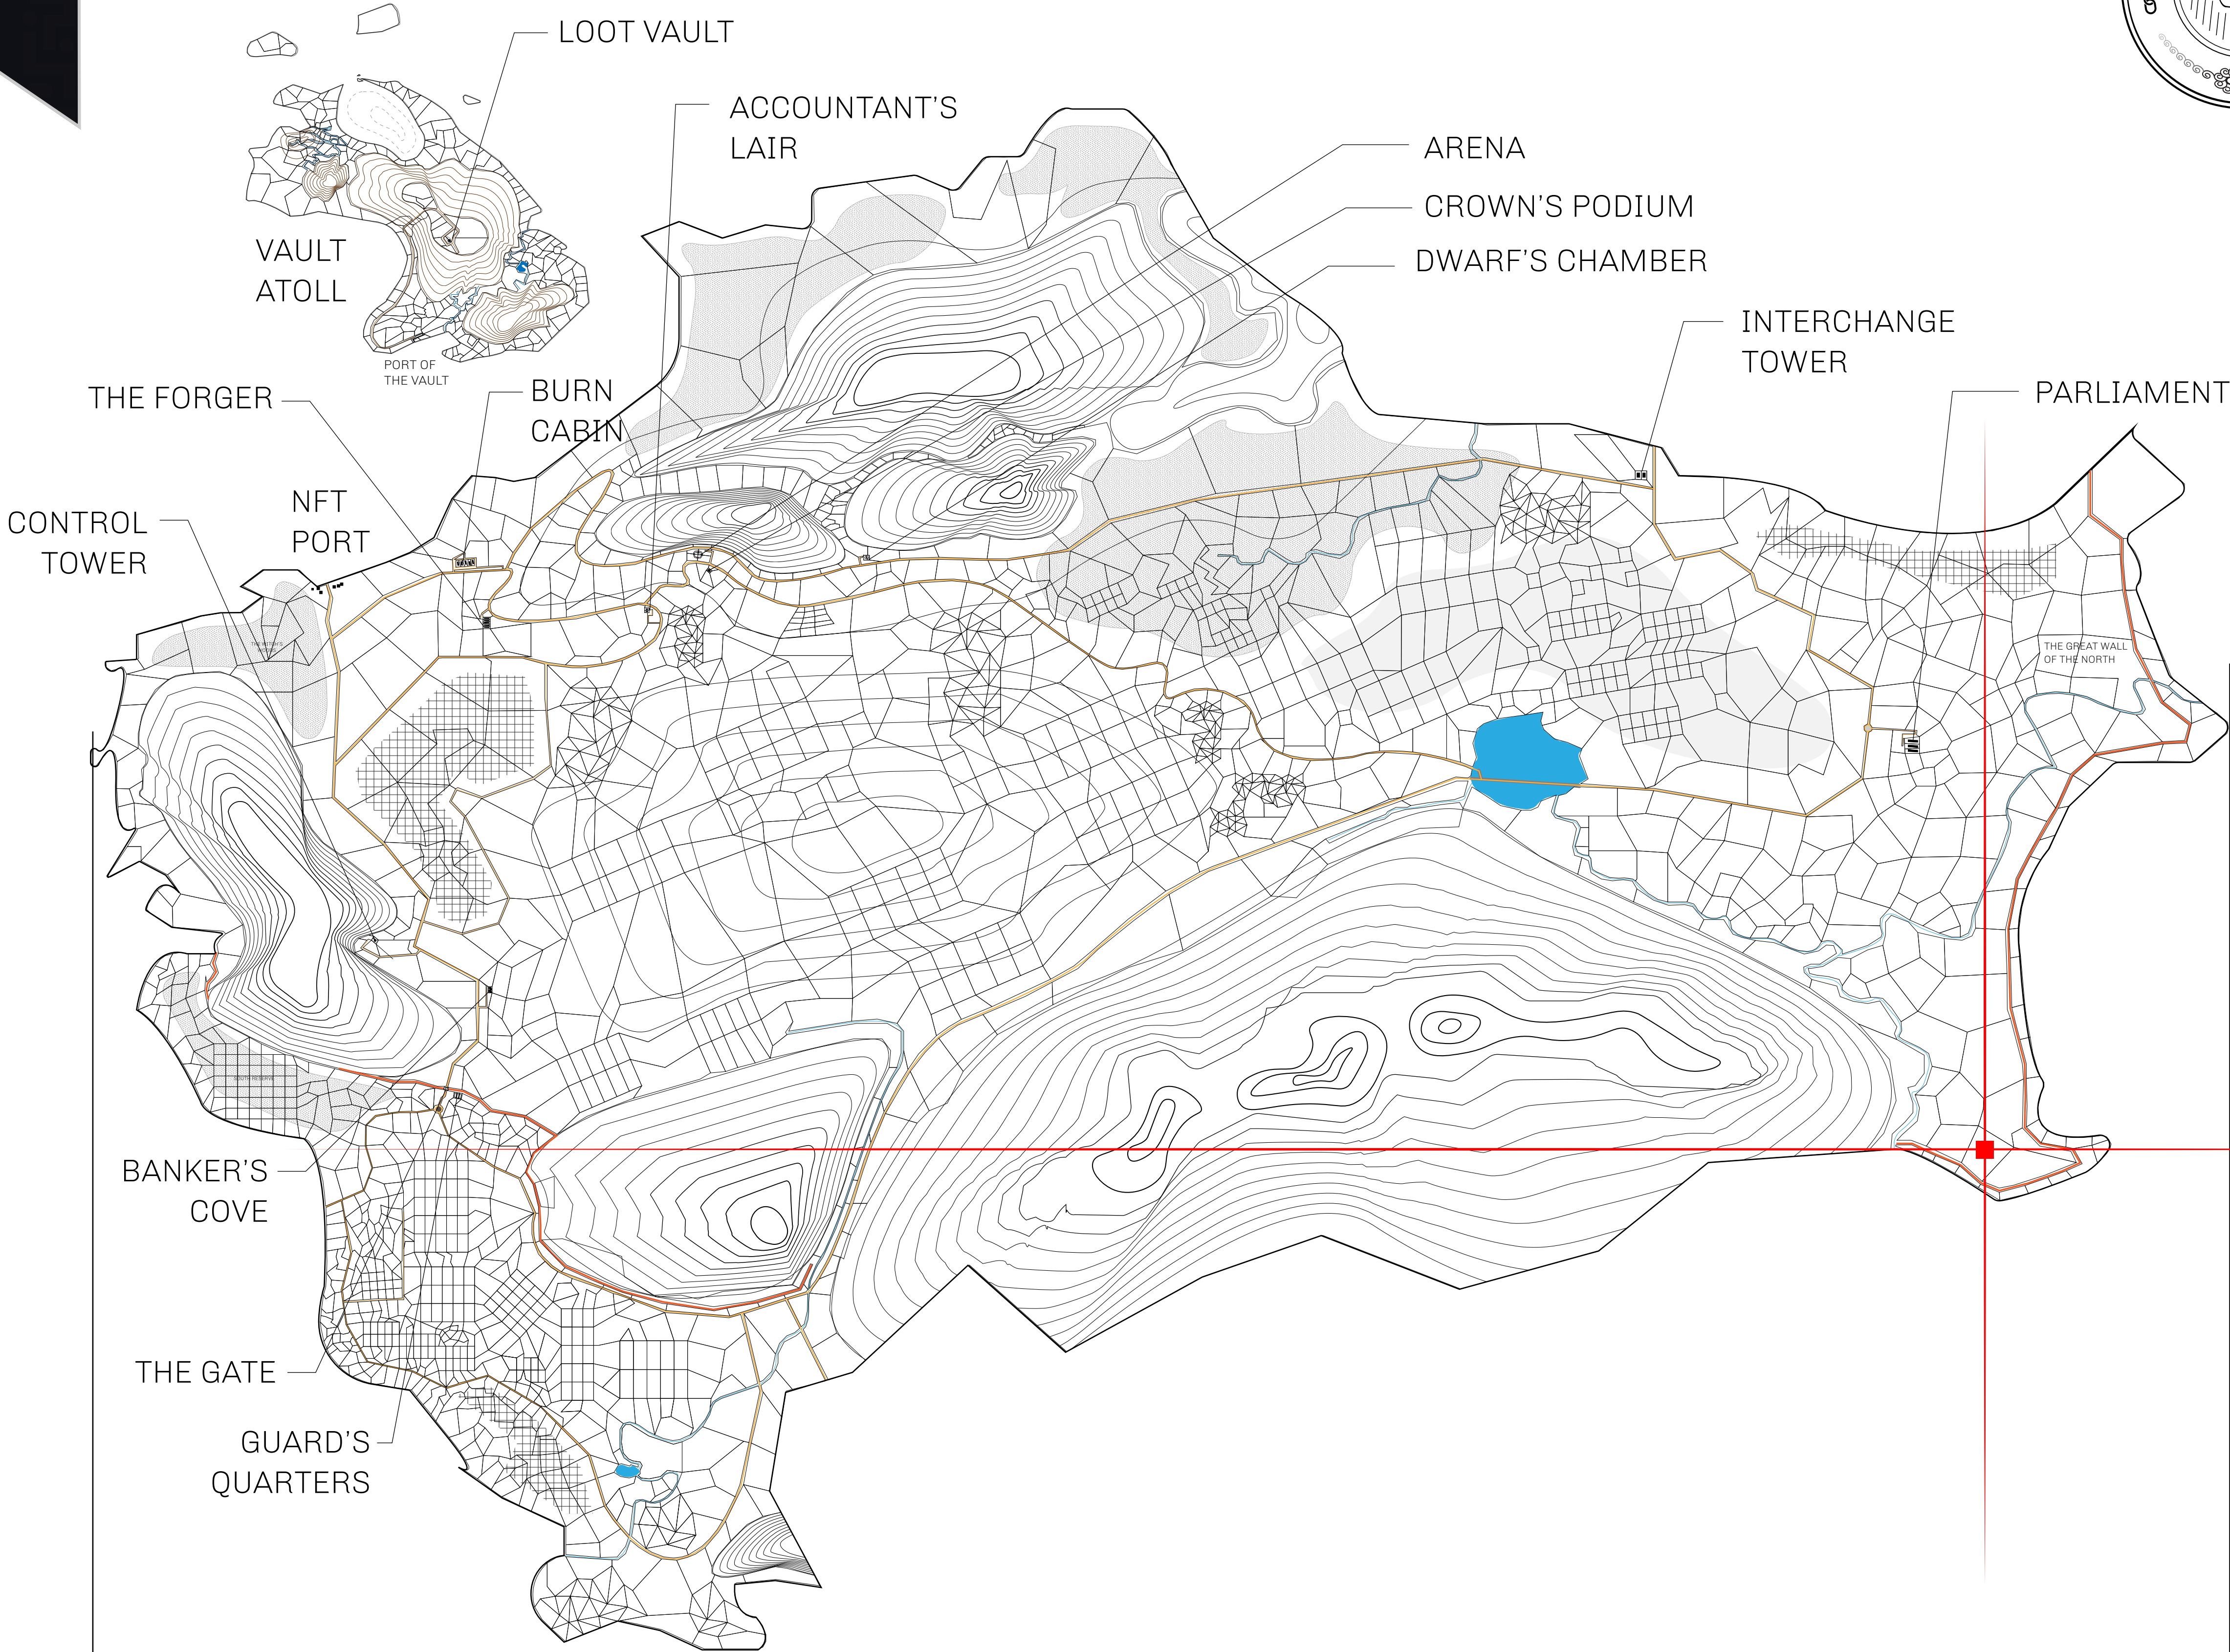 LOOT VAULT
ACCOUNTANT'S
LAIR
ARENA
CROWN'S PODIUM
DWARF'S CHAMBER
VAULT
ATOLL
INTERCHANGE
TOWER
PORT OF
THE VAULT
THE FORGER
BURN
CABIN
PARLIAMENT
NFT
PORT
CONTROL
TOWER
THE GREAT WALL
OF THE NORTH
SOUTH RESERVE
BANKER'S
COVE
THE GATE
GUARD'S
QUARTERS